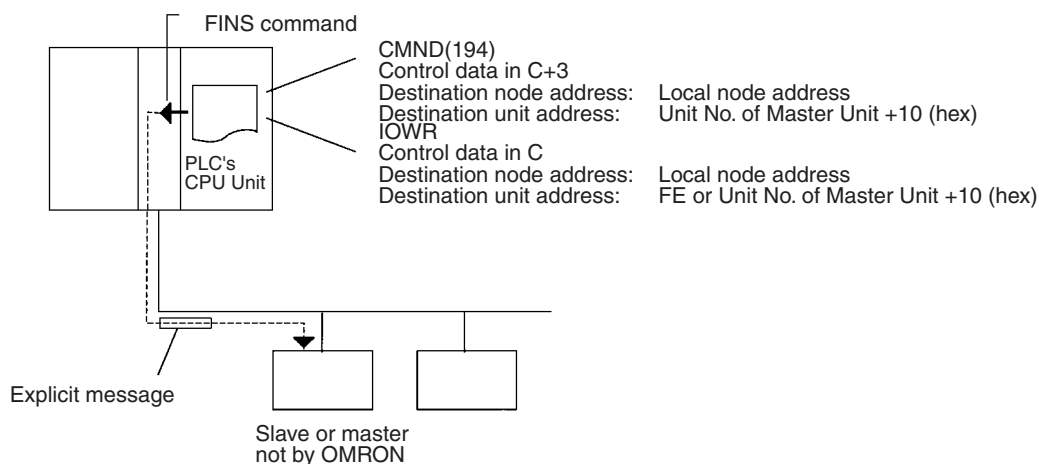 FINS command
CMND(194)
Control data in C+3
Destination node address: Local node address
Destination unit address: Unit No. of Master Unit +10 (hex)
IOWR
Control data in C
Destination node address: Local node address
Destination unit address: FE or Unit No. of Master Unit +10 (hex)
PLC's
CPU Unit
Explicit message
Slave or master
not by OMRON